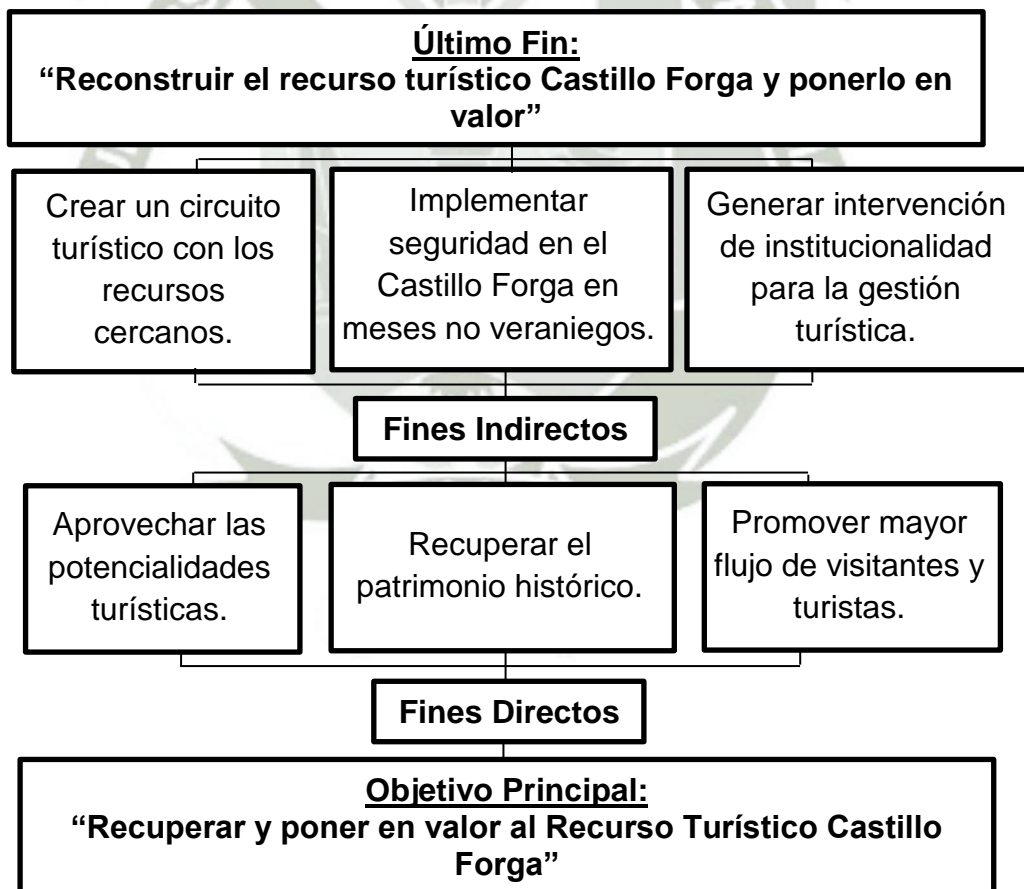 Último Fin:
“Reconstruir el recurso turístico Castillo Forga y ponerlo en
valor”
Crear un circuito
turístico con los
recursos
cercanos.
Implementar
seguridad en el
Castillo Forga en
meses no veraniegos.
Generar intervención
de institucionalidad
para la gestión
turística.
Fines Indirectos
Aprovechar las
potencialidades
turísticas.
Recuperar el
patrimonio histórico.
Promover mayor
flujo de visitantes y
turistas.
Fines Directos
Objetivo Principal:
“Recuperar y poner en valor al Recurso Turístico Castillo
Forga”